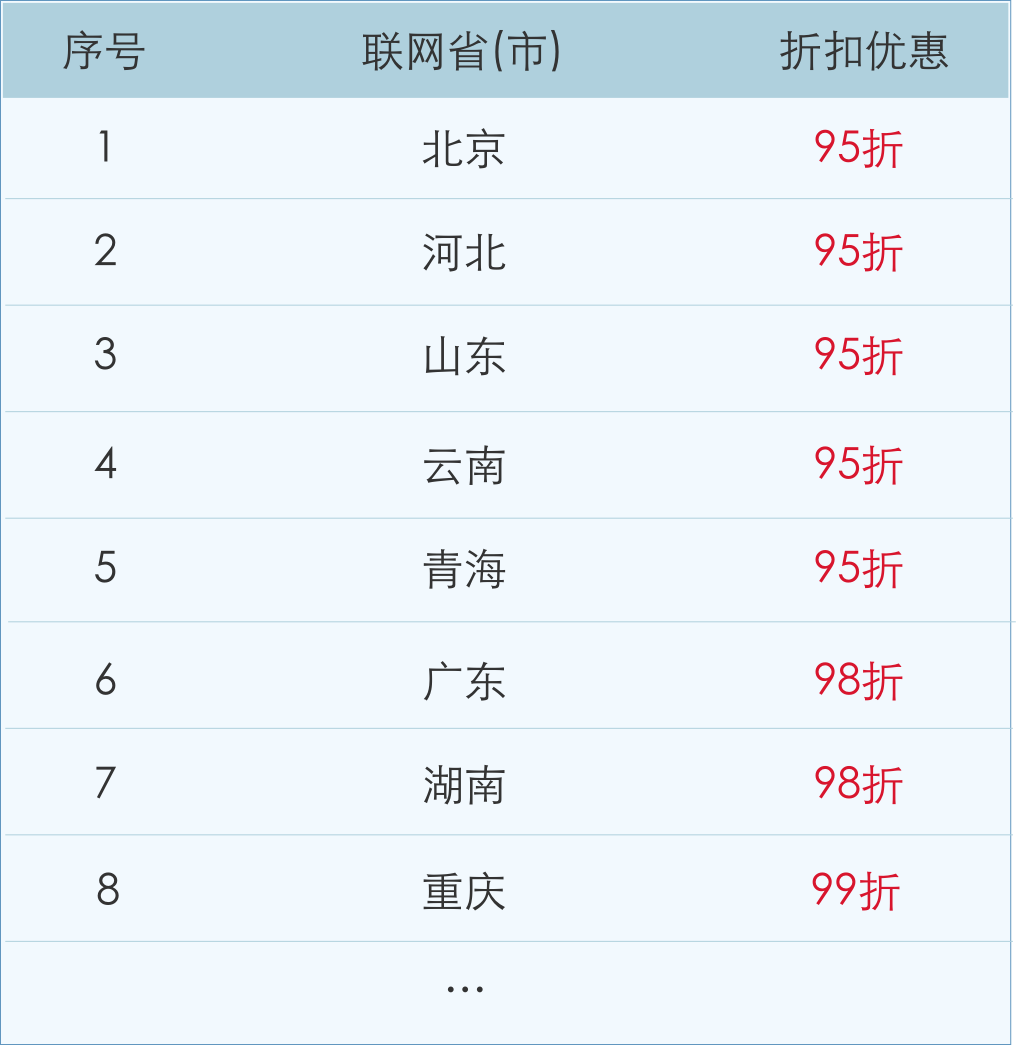 序号 联网省(市) 折扣优惠
1 北京 95折
2 河北 95折
3 山东 95折
4 云南 95折
5 青海 95折
6 广东 98折
7 湖南 98折
8 重庆 99折
...